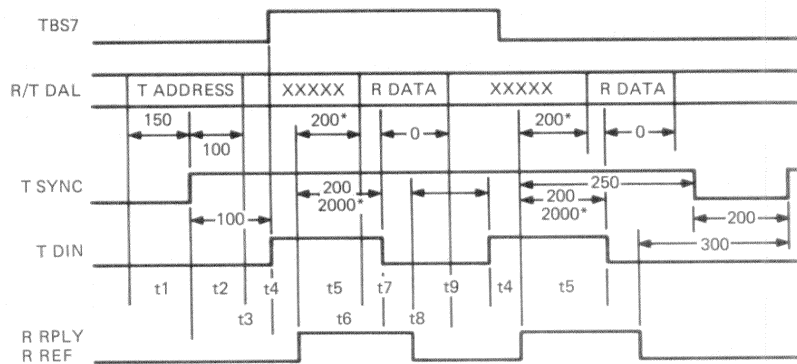 TBS7
R/T DAL T ADDRESS XXXXX R DATA XXXXX R DATA
150 200* 0 200* 0
100
T SYNC
200 250
2000* 200
100 2000* 200
300
T DIN
t1 t2 t4 t5 t7 t9 t4 t5
t3 t6 t8
R RPLY
R REF